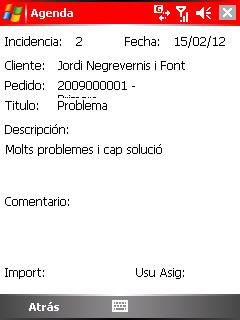 Agenda
Incidencia: 2 Fecha: 15/02/12
Cliente: Jordi Negrevernis i Font
Pedido: 2009000001 -
Titulo: Problema
Descripción:
Molts problemes i cap solució
Comentario:
Import: Usu Asig:
Atrás